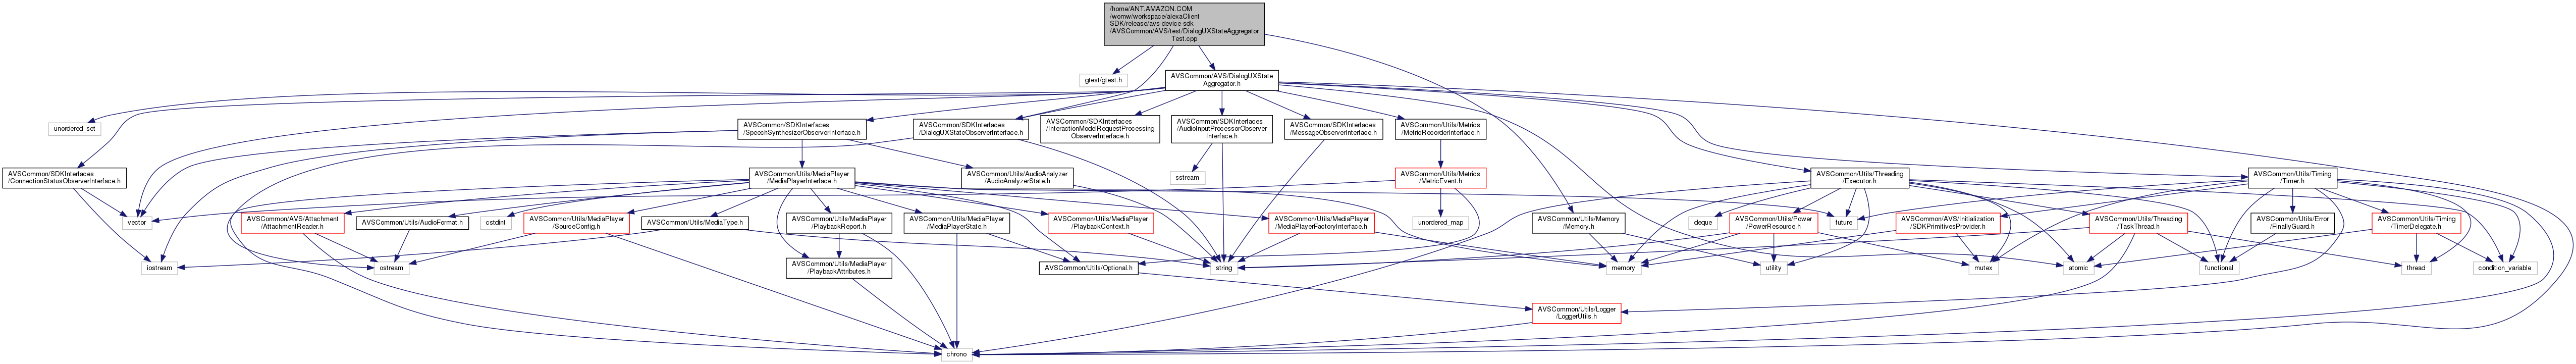 /home/ANT.AMAZON.COM
/womw/workspace/alexaClient
SDK/release/avs-device-sdk
/AVSCommon/AVS/test/DialogUXStateAggregator
Test.cpp
gtest/gtest.h
AVSCommon/AVS/DialogUXState
Aggregator.h
unordered_set
AVSCommon/SDKInterfaces
/SpeechSynthesizerObserverInterface.h
AVSCommon/SDKInterfaces
/DialogUXStateObserverInterface.h
AVSCommon/SDKInterfaces
/InteractionModelRequestProcessing
ObserverInterface.h
AVSCommon/SDKInterfaces
/AudioInputProcessorObserver
Interface.h
AVSCommon/SDKInterfaces
/MessageObserverInterface.h
AVSCommon/Utils/Metrics
/MetricRecorderInterface.h
AVSCommon/SDKInterfaces
/ConnectionStatusObserverInterface.h
AVSCommon/Utils/MediaPlayer
/MediaPlayerInterface.h
AVSCommon/Utils/AudioAnalyzer
/AudioAnalyzerState.h
sstream
AVSCommon/Utils/Metrics
/MetricEvent.h
AVSCommon/Utils/Threading
/Executor.h
AVSCommon/Utils/Timing
/Timer.h
vector
AVSCommon/AVS/Attachment
/AttachmentReader.h
AVSCommon/Utils/AudioFormat.h
cstdint
AVSCommon/Utils/MediaPlayer
/SourceConfig.h
AVSCommon/Utils/MediaType.h
AVSCommon/Utils/MediaPlayer
/PlaybackReport.h
AVSCommon/Utils/MediaPlayer
/MediaPlayerState.h
AVSCommon/Utils/MediaPlayer
/PlaybackContext.h
AVSCommon/Utils/MediaPlayer
/MediaPlayerFactoryInterface.h
unordered_map
AVSCommon/Utils/Memory
/Memory.h
deque
AVSCommon/Utils/Power
/PowerResource.h
future
AVSCommon/AVS/Initialization
/SDKPrimitivesProvider.h
AVSCommon/Utils/Threading
/TaskThread.h
AVSCommon/Utils/Error
/FinallyGuard.h
AVSCommon/Utils/Timing
/TimerDelegate.h
iostream
ostream
AVSCommon/Utils/MediaPlayer
/PlaybackAttributes.h
AVSCommon/Utils/Optional.h
string
memory
utility
mutex
atomic
functional
thread
condition_variable
AVSCommon/Utils/Logger
/LoggerUtils.h
chrono